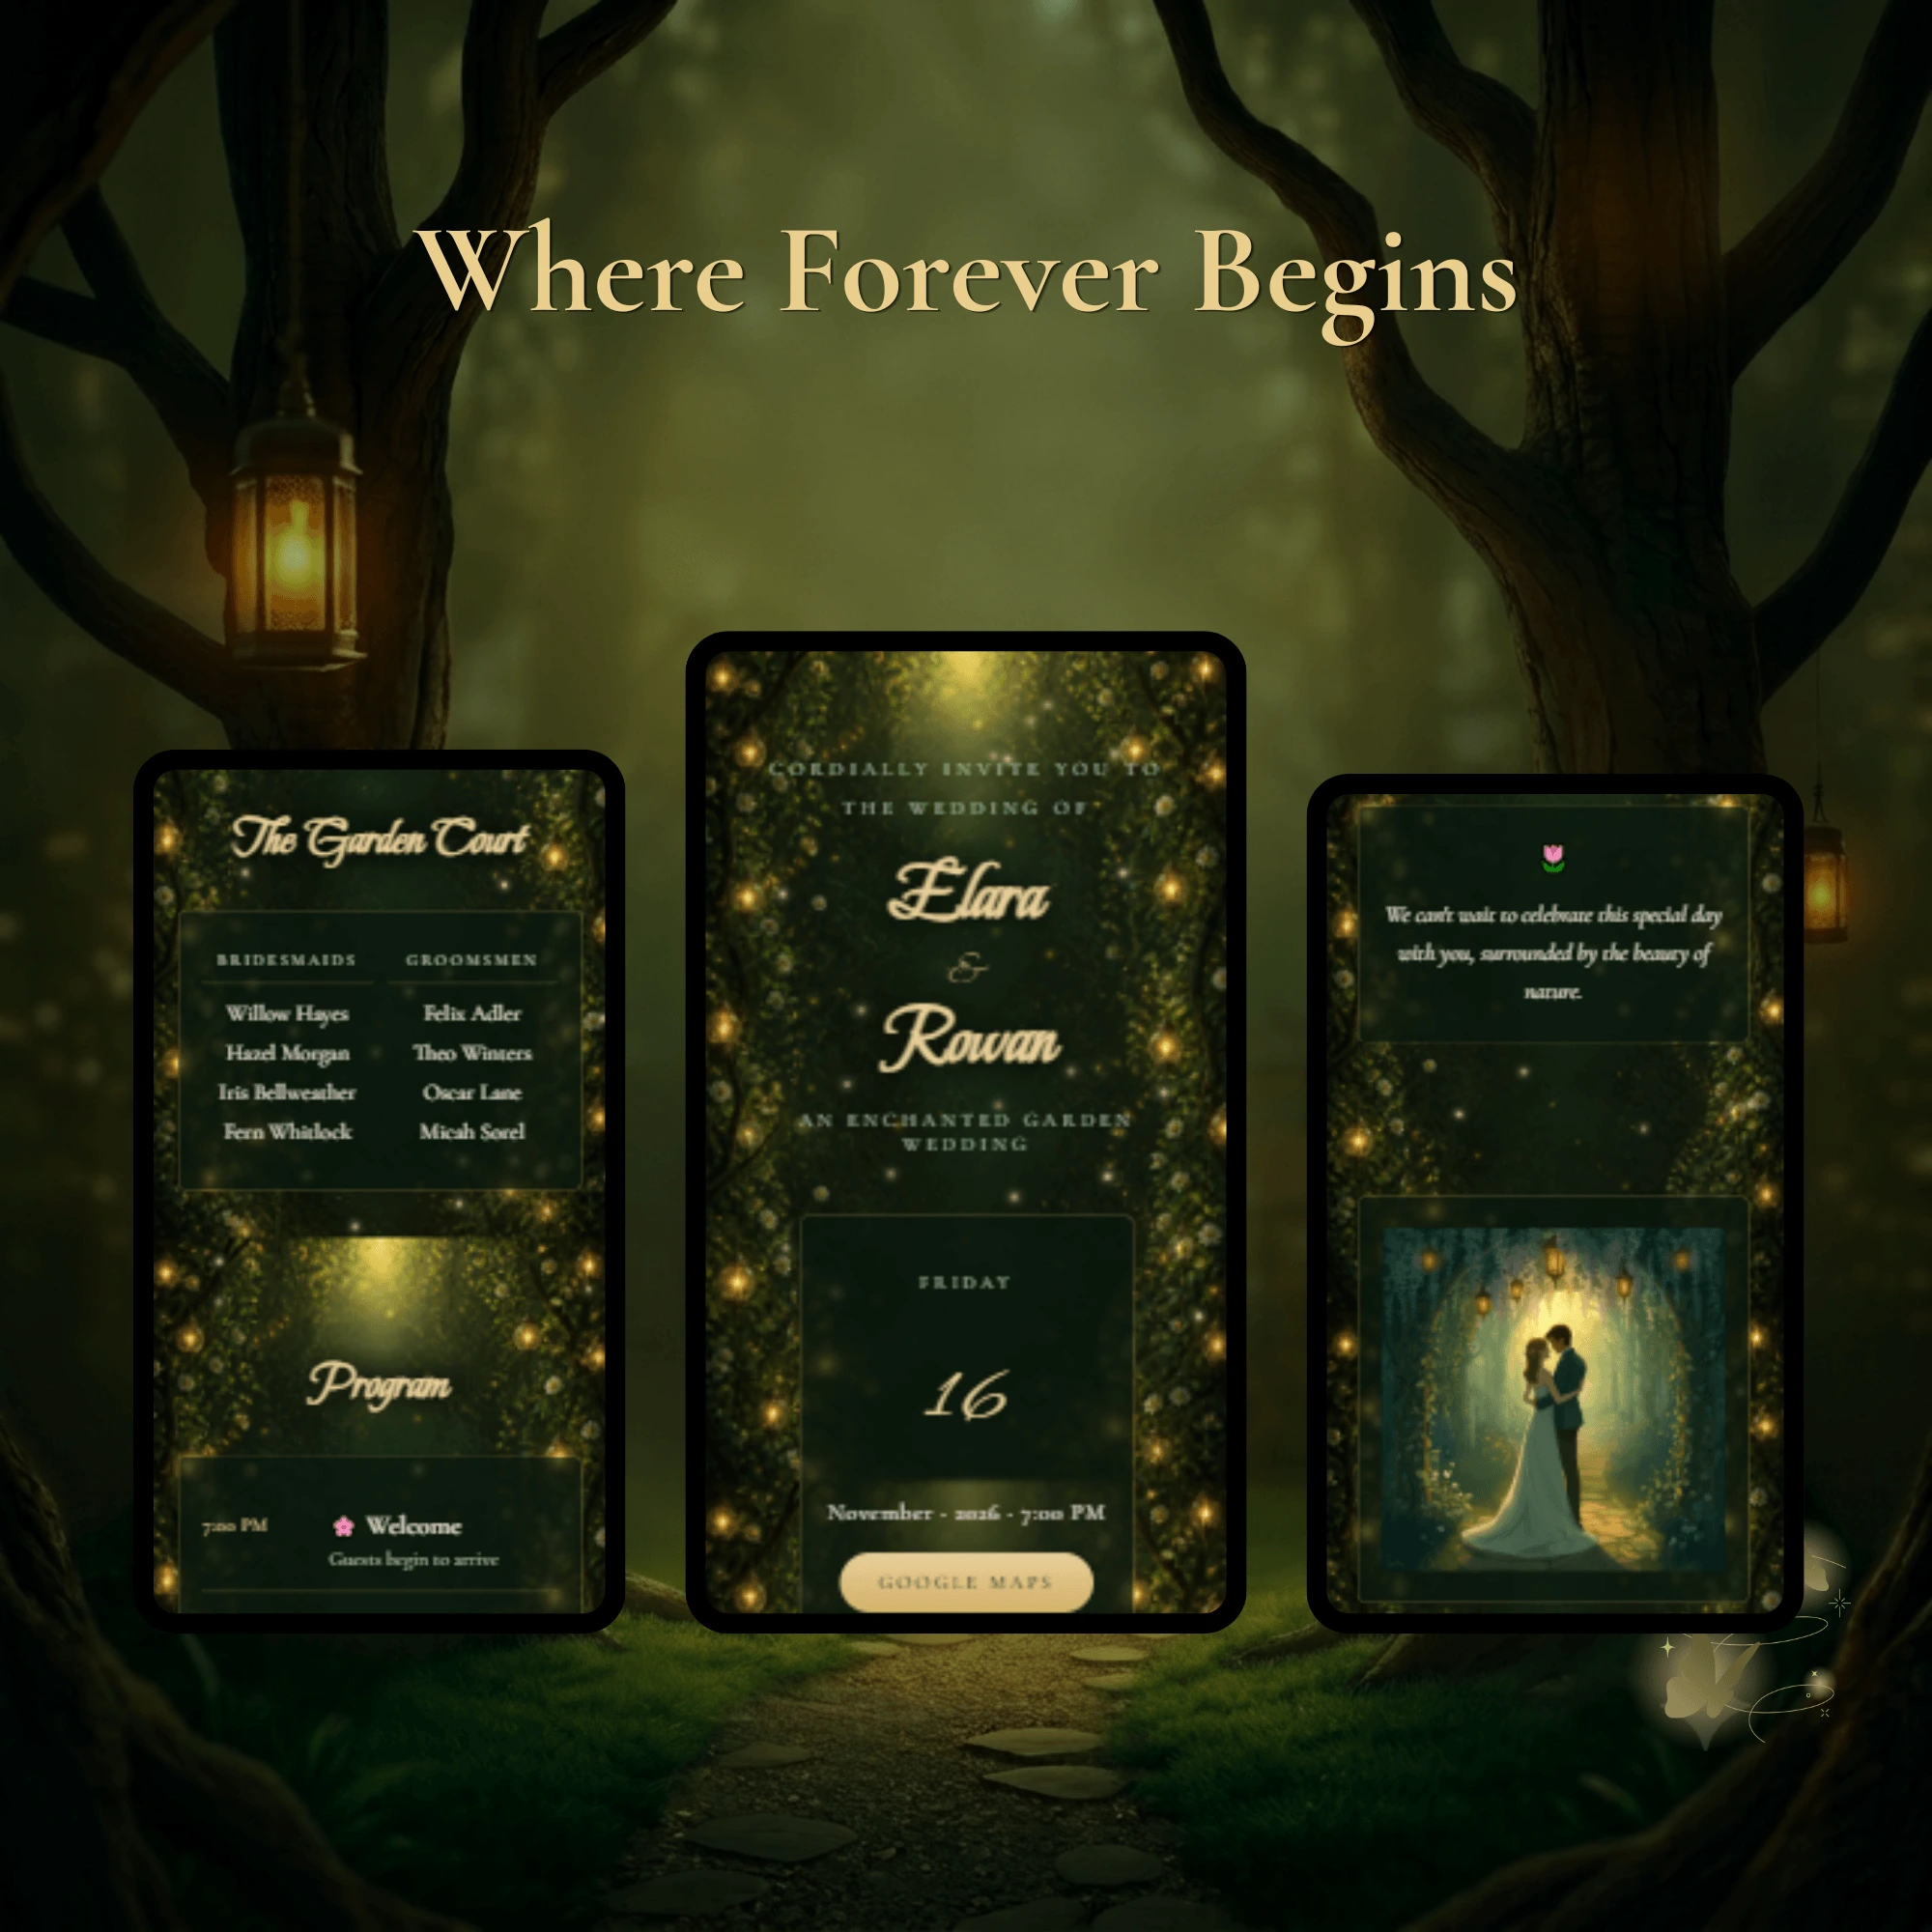 Where Forever Begins
The Garden Court
BRIDESMAIDS
Willow Hayes
Hazel Morgan
Iris Bellweather
Fern Whitlock
GROOMSMEN
Felix Adler
Theo Winters
Oscar Lane
Micah Sorel
Program
7:00 PM
🌸 Welcome
Guests begin to arrive
CORDIALLY INVITE YOU TO
THE WEDDING OF
Elara
&
Rowan
AN ENCHANTED GARDEN
WEDDING
FRIDAY
16
November - 2026 - 7:00 PM
GOOGLE MAPS
🌷
We can't wait to celebrate this special day
with you, surrounded by the beauty of
nature.